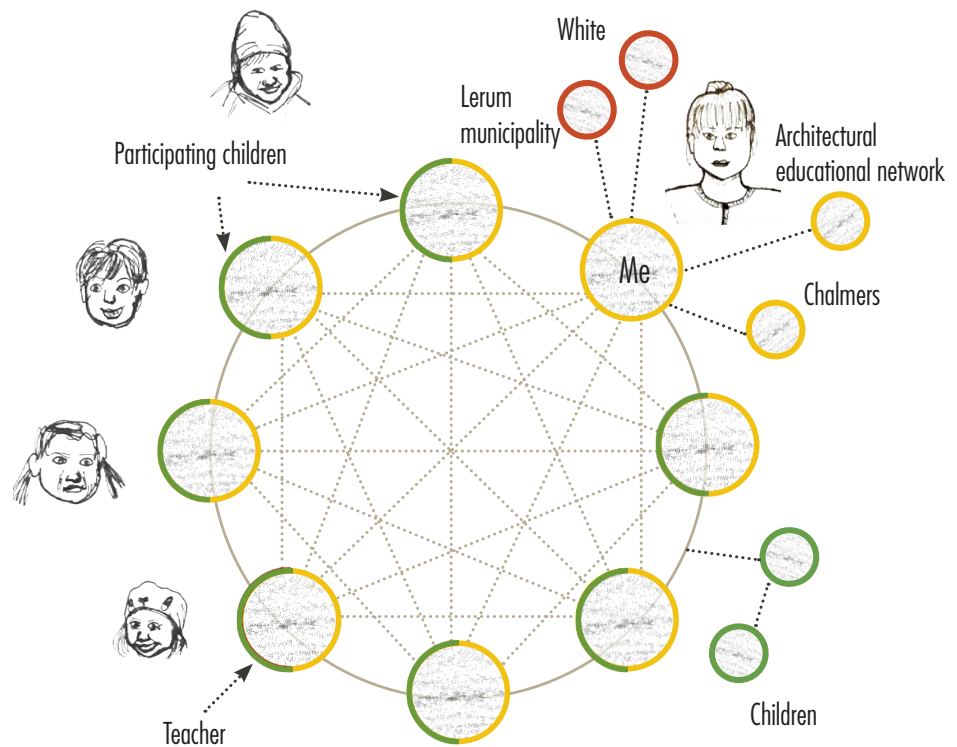 White
Lerum
municipality
Architectural
educational network
Participating children
Me
Chalmers
Children
Teacher